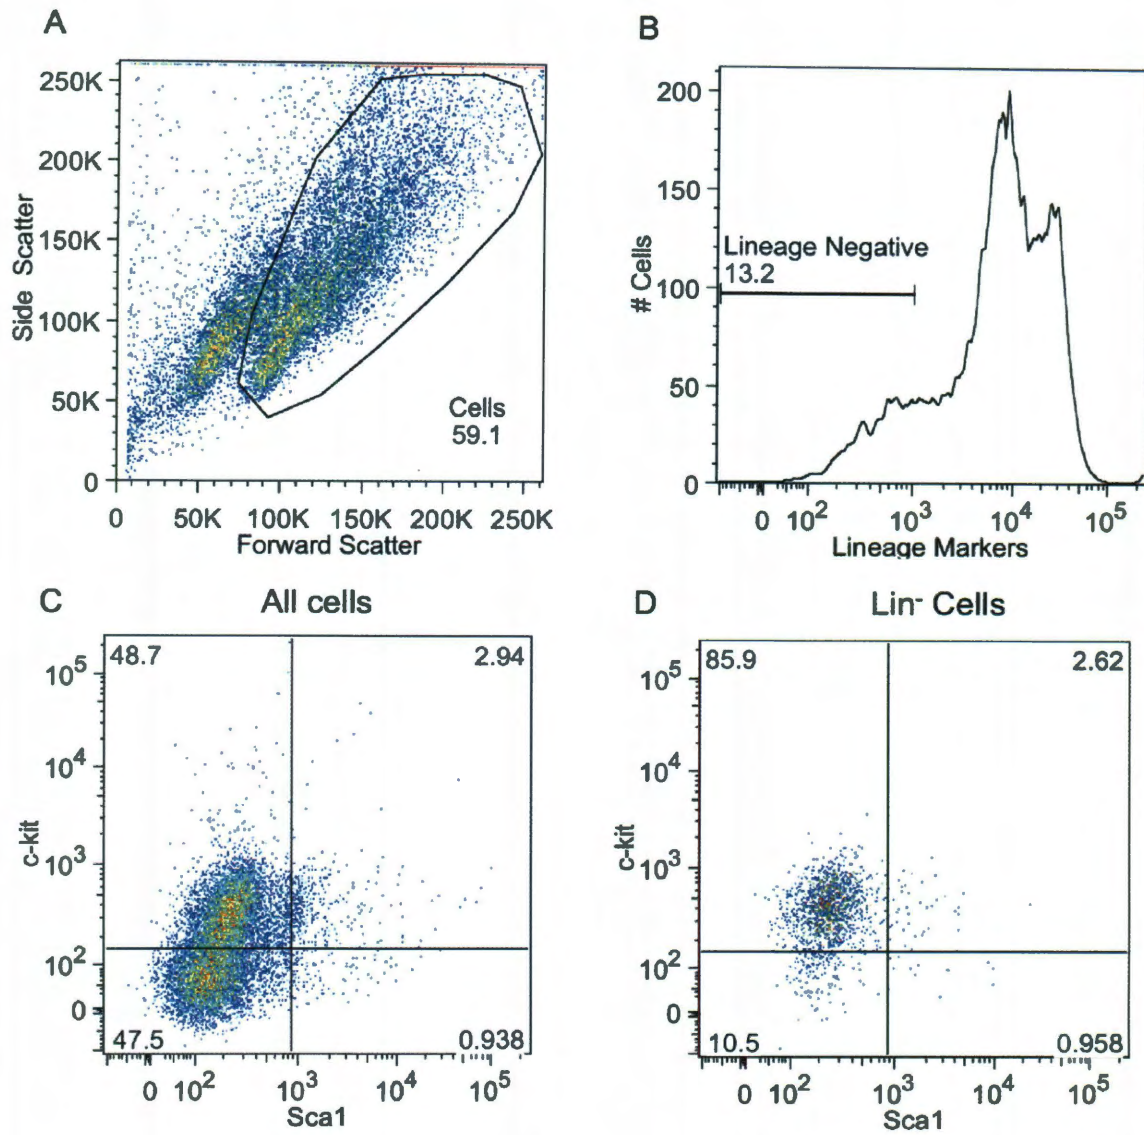 A
250K
200K
150K
100K
50K
0
Side Scatter
Cells
59.1
0 50K 100K 150K 200K 250K
Forward Scatter
B
200
150
100
50
0
# Cells
Lineage Negative
13.2
0 10² 10³ 10⁴ 10⁵
Lineage Markers
C
All cells
48.7 2.94
10⁵
10⁴
10³
10²
0
c-kit
47.5 0.938
0 10² 10³ 10⁴ 10⁵
Sca1
D
Lin⁻ Cells
85.9 2.62
10⁵
10⁴
10³
10²
0
c-kit
10.5 0.958
0 10² 10³ 10⁴ 10⁵
Sca1